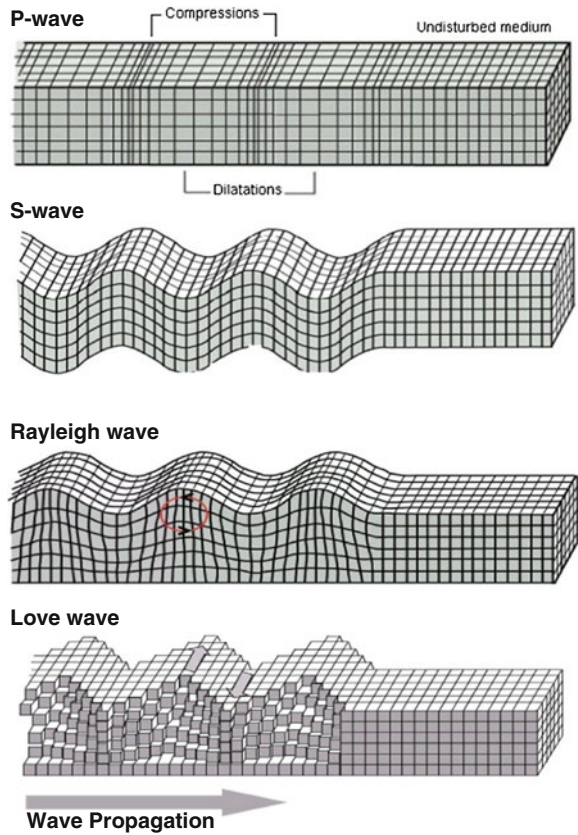 P-wave
Compressions
Undisturbed medium
Dilatations
S-wave
Rayleigh wave
Love wave
Wave Propagation